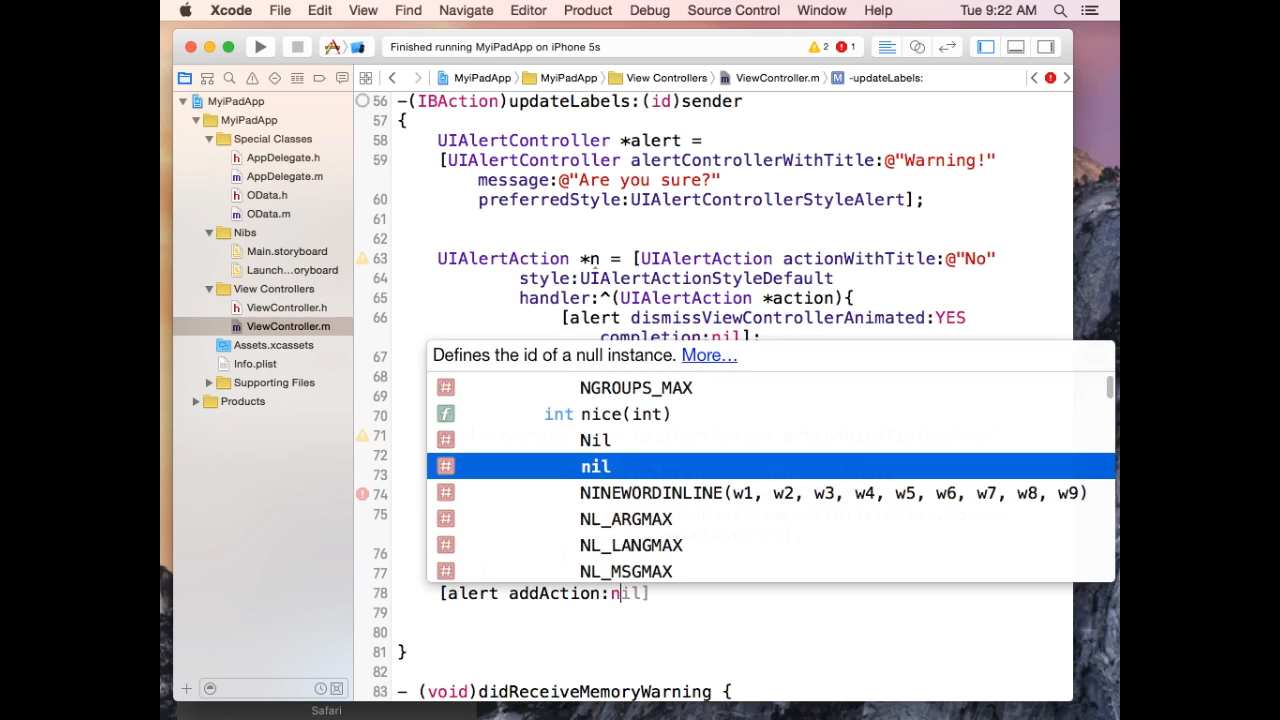 Xcode File Edit View Find Navigate Editor Product Debug Source Control Window Help Tue 9:22 AM
Finished running MyiPadApp on iPhone 5s 2 1
MyiPadApp MyiPadApp View Controllers ViewController.m M -updateLabels:
MyiPadApp
MyiPadApp
Special Classes
h AppDelegate.h
m AppDelegate.m
h OData.h
m OData.m
Nibs
Main.storyboard
Launch...oryboard
View Controllers
h ViewController.h
m ViewController.m
Assets.xcassets
Info.plist
Supporting Files
Products
56 -(IBAction)updateLabels:(id)sender
57 {
58 UIAlertController *alert =
59 [UIAlertController alertControllerWithTitle:@"Warning!"
message:@"Are you sure?"
60 preferredStyle:UIAlertControllerStyleAlert];
61
62
63 UIAlertAction *n = [UIAlertAction actionWithTitle:@"No"
64 style:UIAlertActionStyleDefault
65 handler:^(UIAlertAction *action){
66 [alert dismissViewControllerAnimated:YES
completion:nil];
67
68
69
70
71
72
73
74
75
76
77
Defines the id of a null instance. More...
# NGROUPS_MAX
f int nice(int)
# Nil
# nil
# NINEWORDINLINE(w1, w2, w3, w4, w5, w6, w7, w8, w9)
# NL_ARGMAX
# NL_LANGMAX
# NL_MSGMAX
78 [alert addAction:nil]
79
80
81 }
82
83 - (void)didReceiveMemoryWarning {
Safari